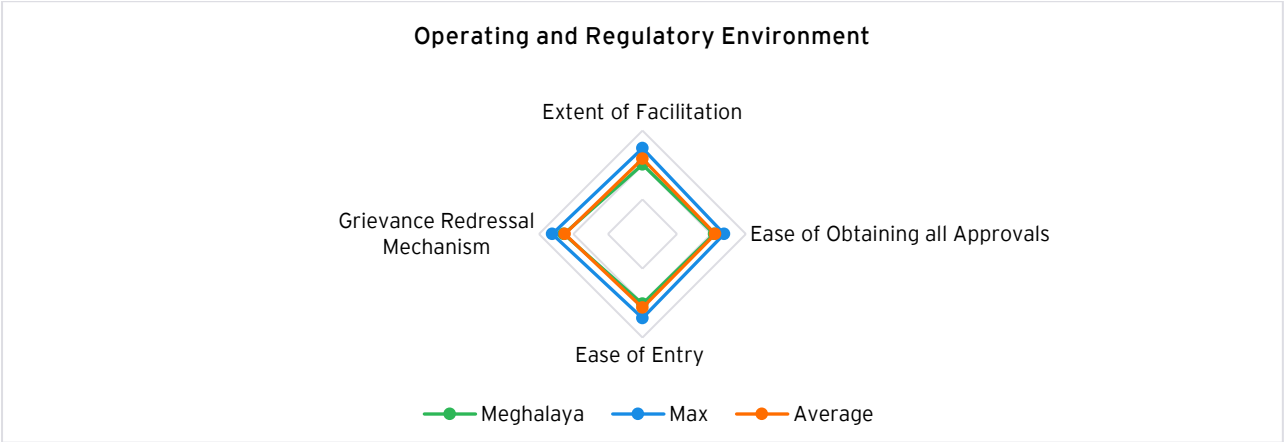 Operating and Regulatory Environment
Extent of Facilitation
Grievance Redressal
Mechanism
Ease of Obtaining all Approvals
Ease of Entry
Meghalaya
Max
Average